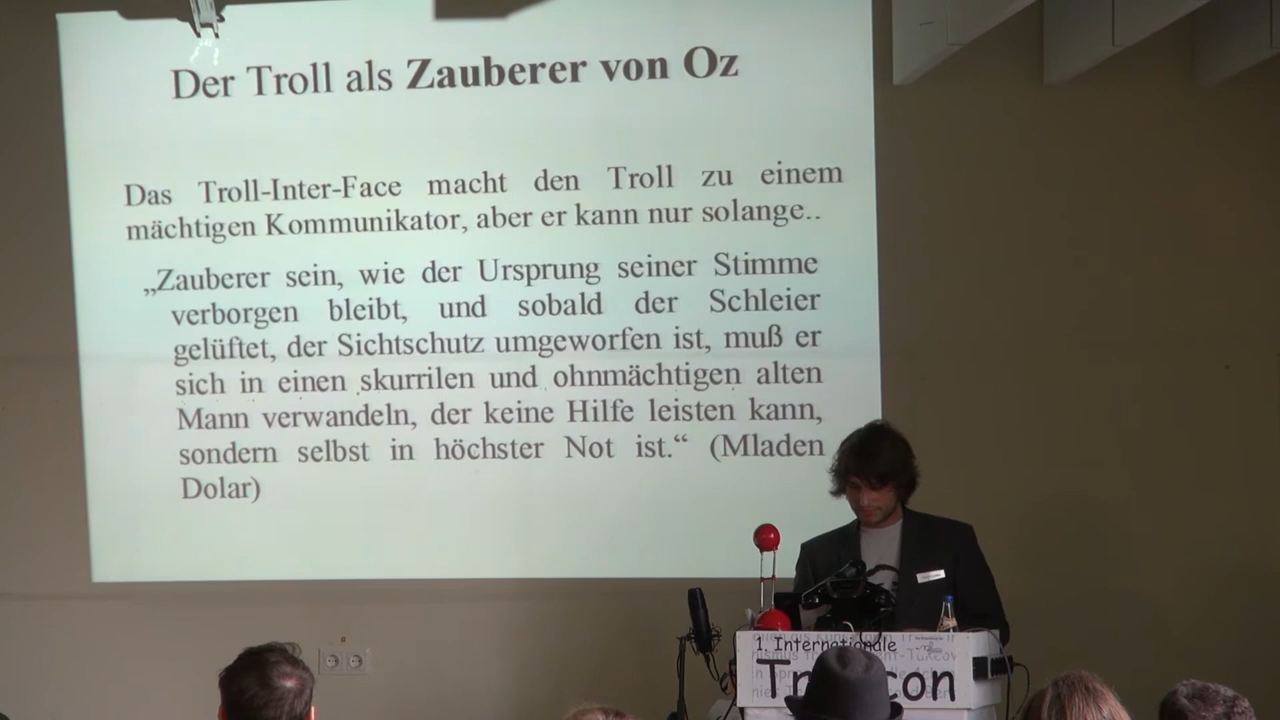 Der Troll als Zauberer von Oz
Das Troll-Inter-Face macht den Troll zu einem
mächtigen Kommunikator, aber er kann nur solange..
„Zauberer sein, wie der Ursprung seiner Stimme
verborgen bleibt, und sobald der Schleier
gelüftet, der Sichtschutz umgeworfen ist, muß er
sich in einen skurrilen und ohnmächtigen alten
Mann verwandeln, der keine Hilfe leisten kann,
sondern selbst in höchster Not ist.“ (Mladen
Dolar)
1. Internationale